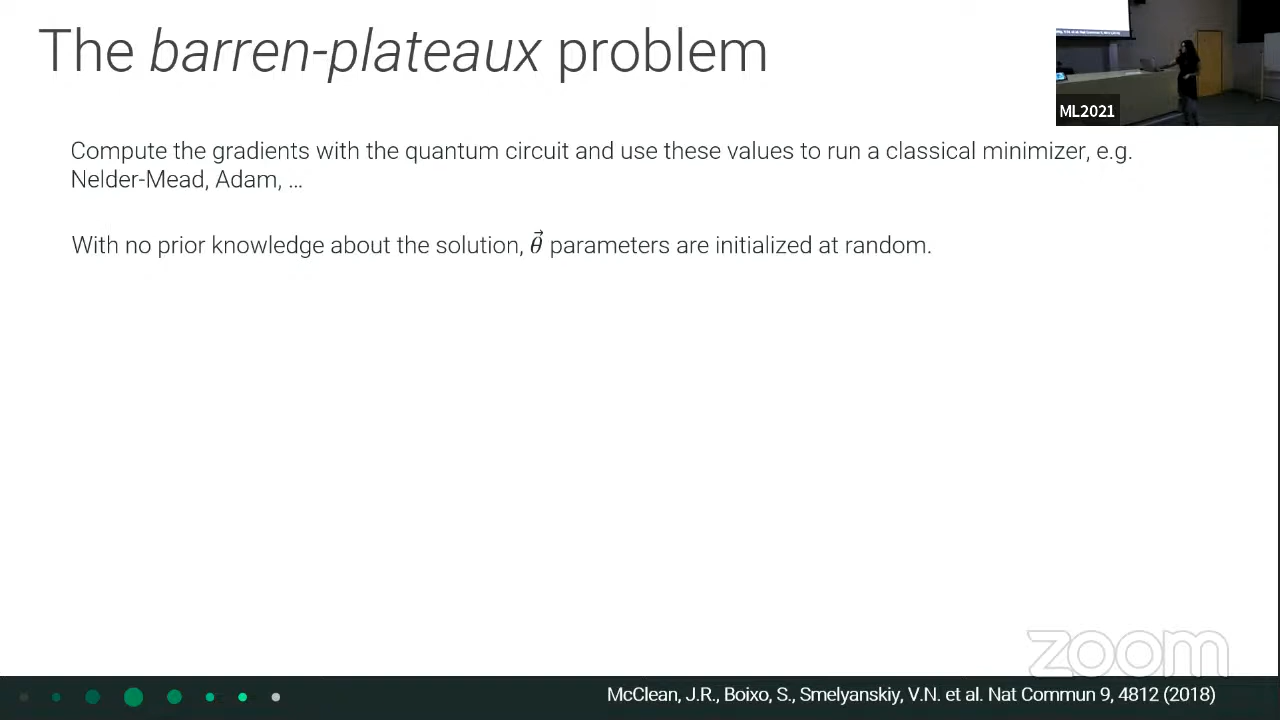 The barren-plateaux problem
ML2021
Compute the gradients with the quantum circuit and use these values to run a classical minimizer, e.g.
Nelder-Mead, Adam, ...
With no prior knowledge about the solution, θ⃗ parameters are initialized at random.
zoom
McClean, J.R., Boixo, S., Smelyanskiy, V.N. et al. Nat Commun 9, 4812 (2018)